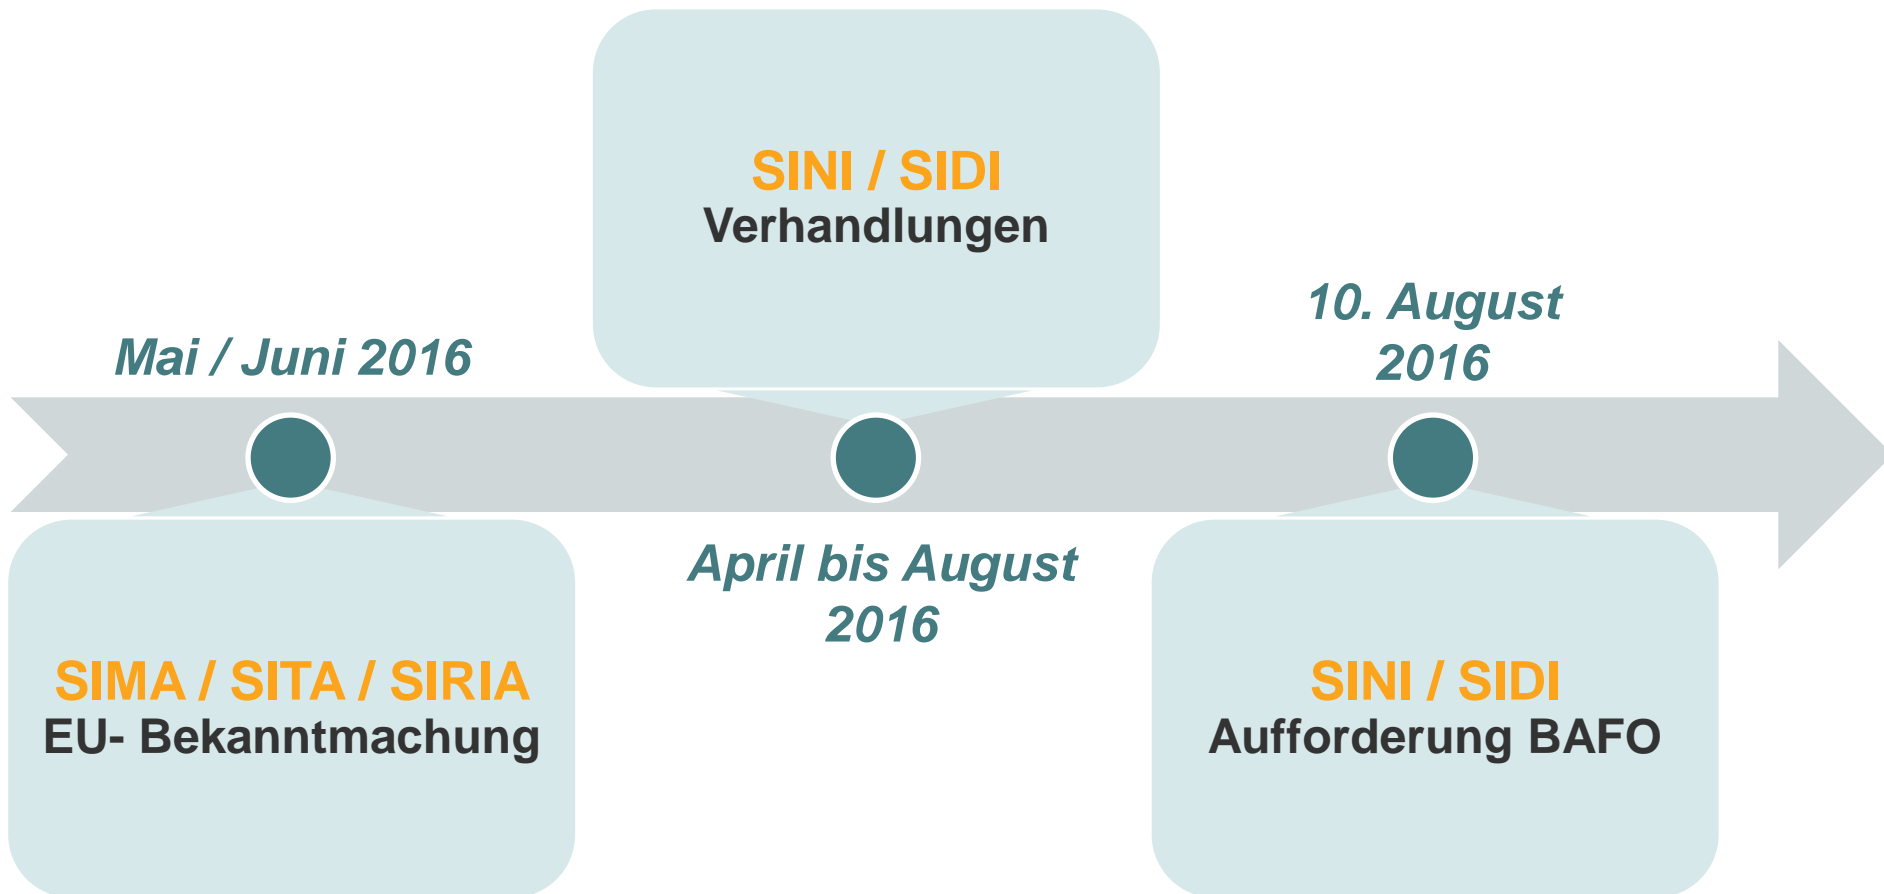 Mai / Juni 2016
SIMA / SITA / SIRIA
EU- Bekanntmachung
SINI / SIDI
Verhandlungen
April bis August
2016
10. August
2016
SINI / SIDI
Aufforderung BAFO